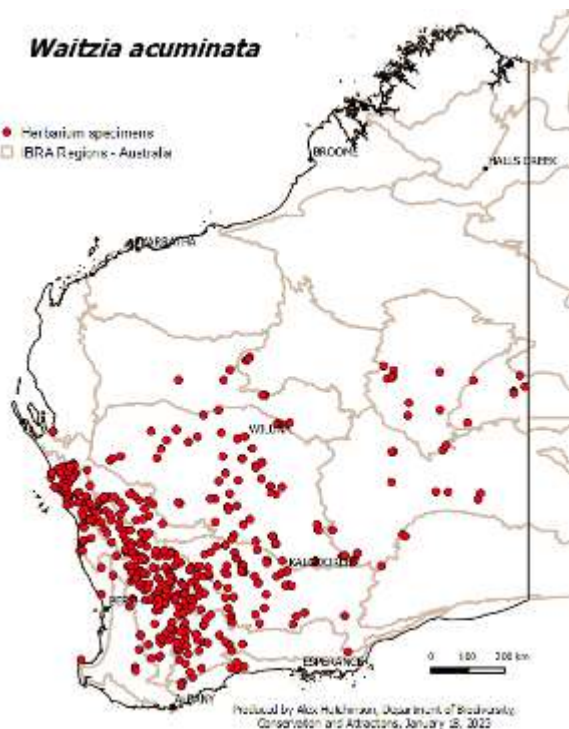 Waitzia acuminata
Herbarium specimens
IBRA Regions - Australia
BROOME
HALLS CREEK
KARRATHA
WILUNA
KALGOORLIE
PERTH
ESPERANCE
0 100 200 km
ALBANY
Produced by Alex Hutchinson, Department of Biodiversity,
Conservation and Attractions, January 18, 2023